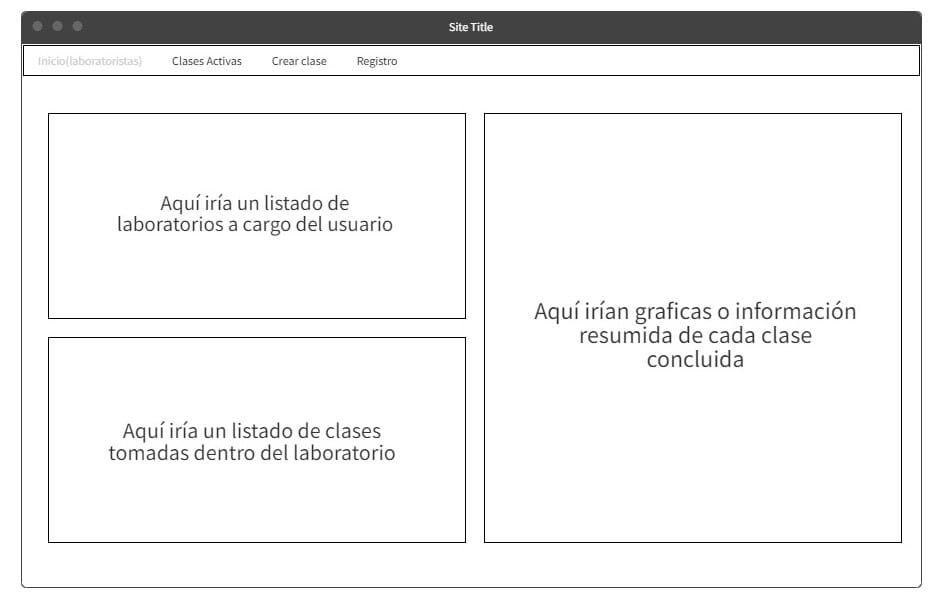 Site Title
Inicio(laboratoristas) Clases Activas Crear clase Registro
Aquí iría un listado de
laboratorios a cargo del usuario
Aquí iría un listado de clases
tomadas dentro del laboratorio
Aquí irían graficas o información
resumida de cada clase
concluida